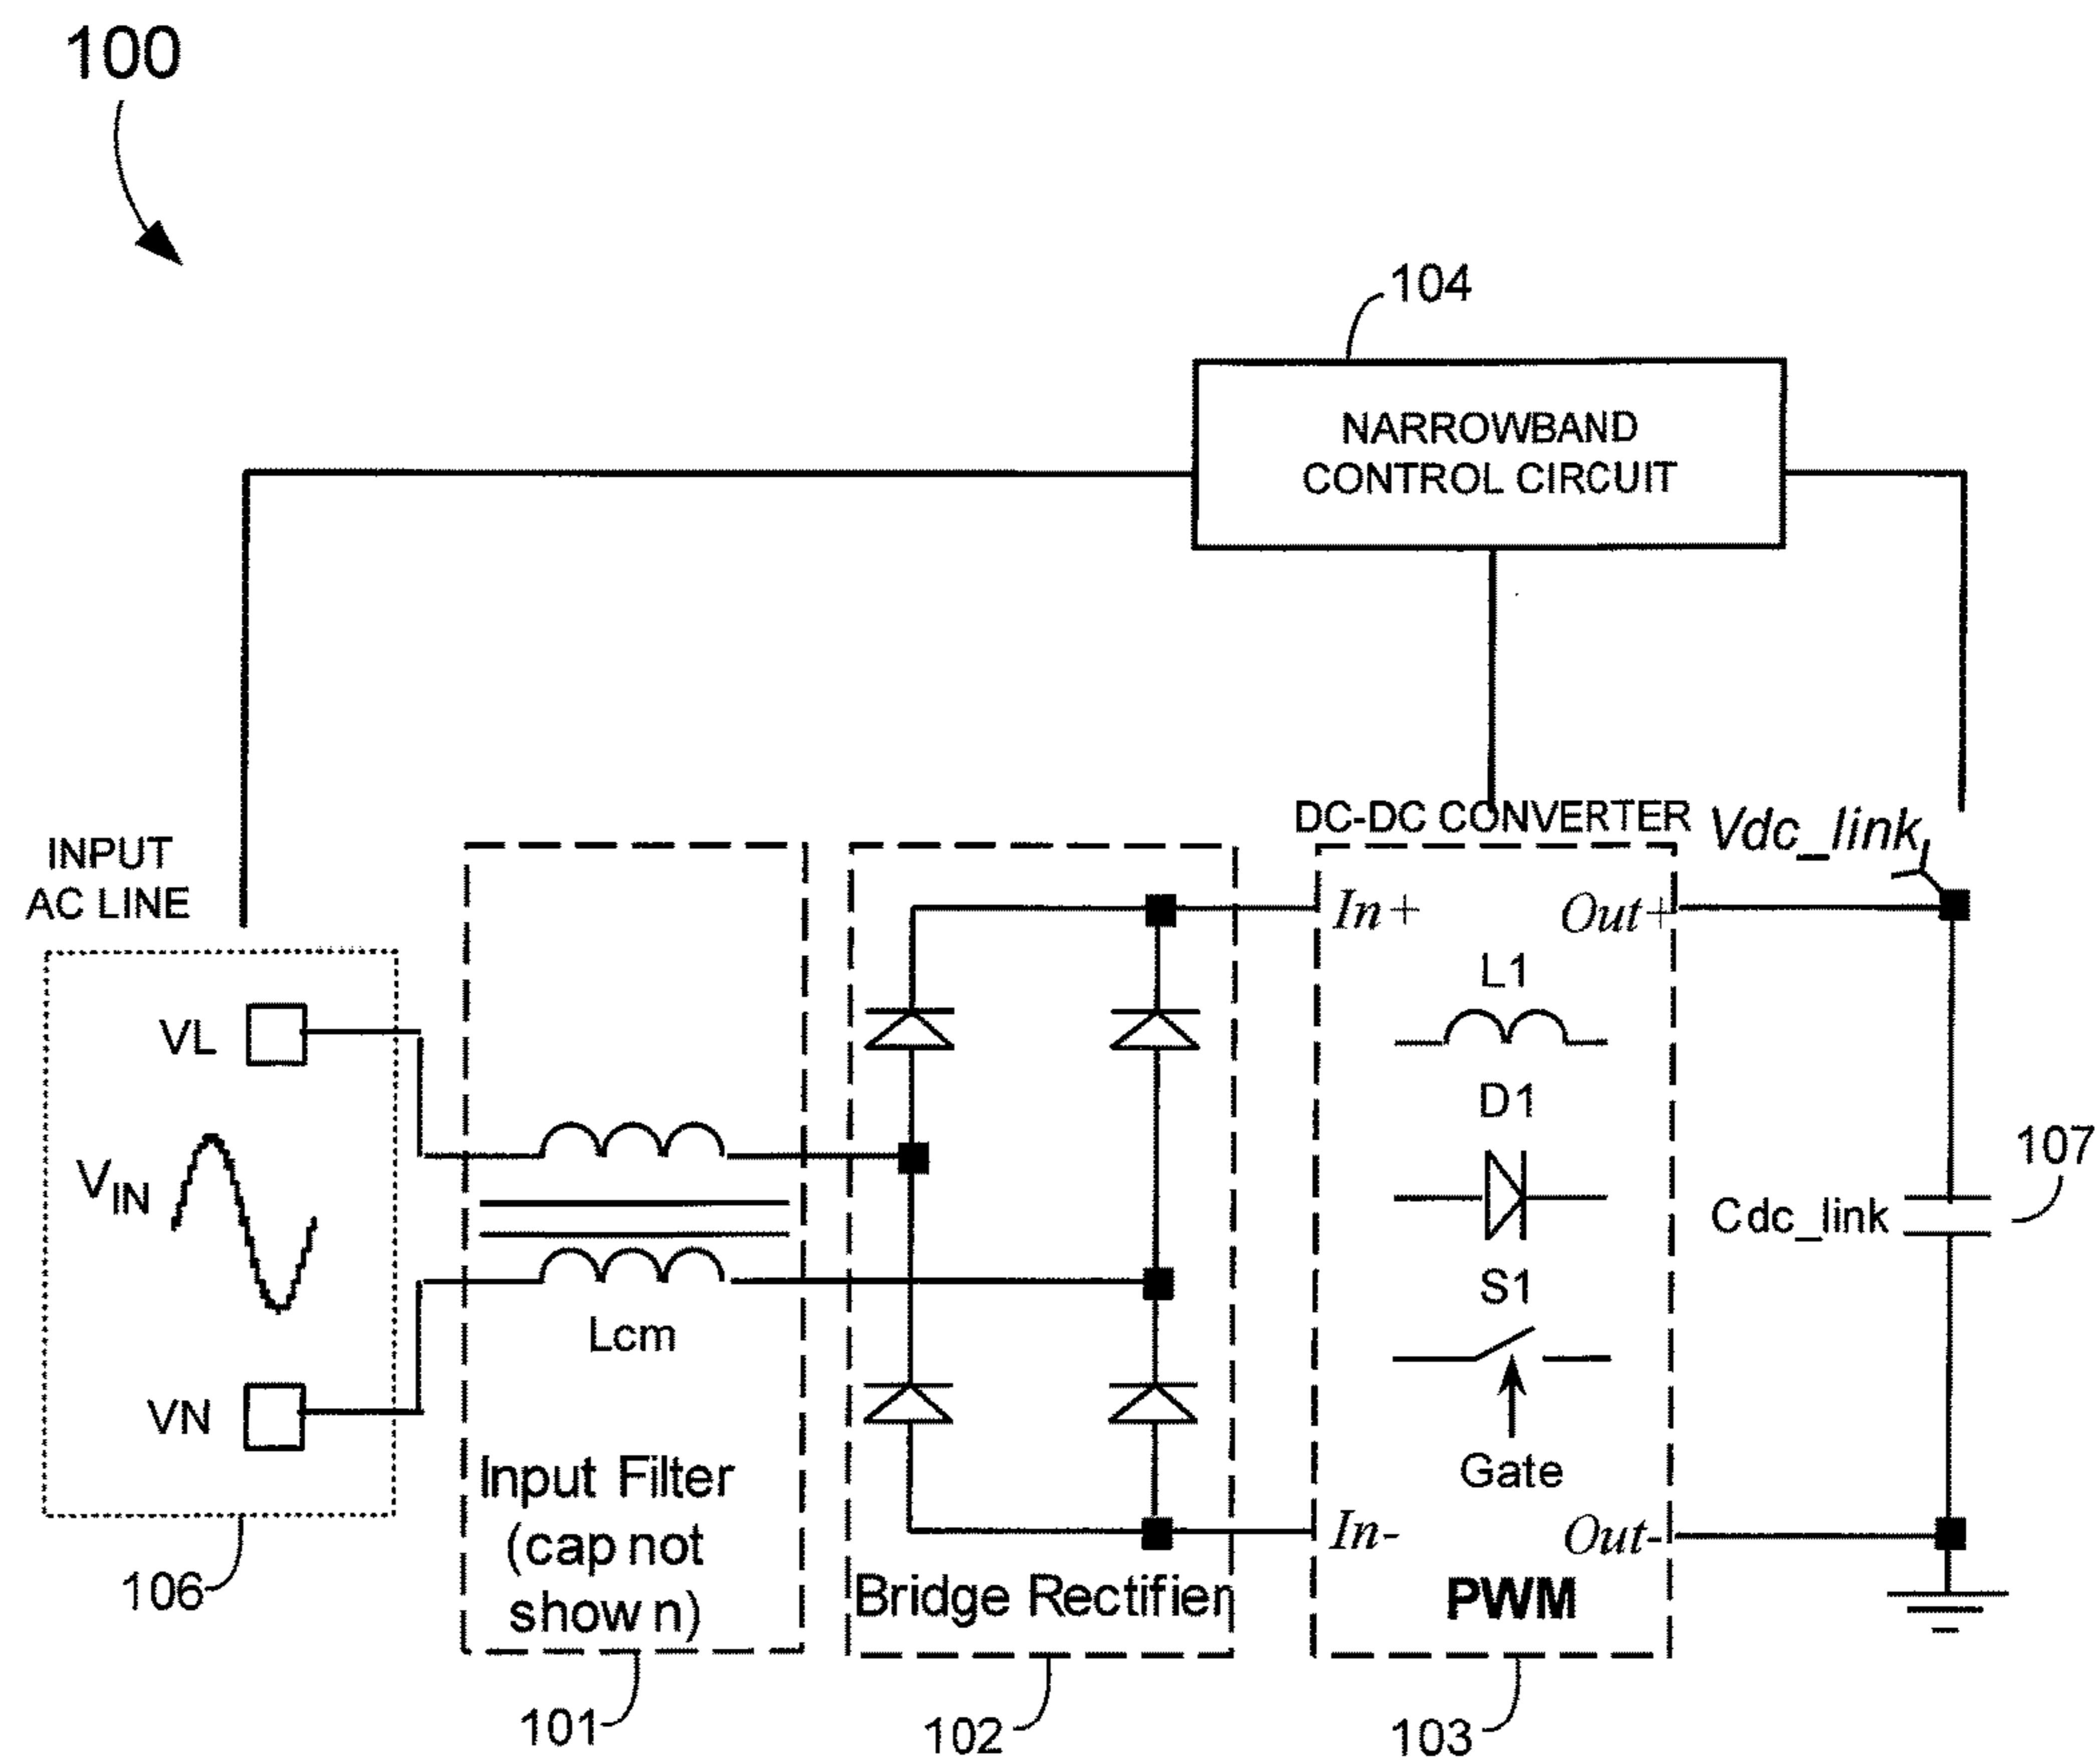 100
104
NARROWBAND
CONTROL CIRCUIT
DC-DC CONVERTER
Vdc_link
INPUT
AC LINE
In+
Out+
L1
VL
D1
107
VIN
Cdc_link
S1
Lcm
VN
Gate
Input Filter
(cap not
shown)
In-
Out-
Bridge Rectifier
PWM
106
101
102
103